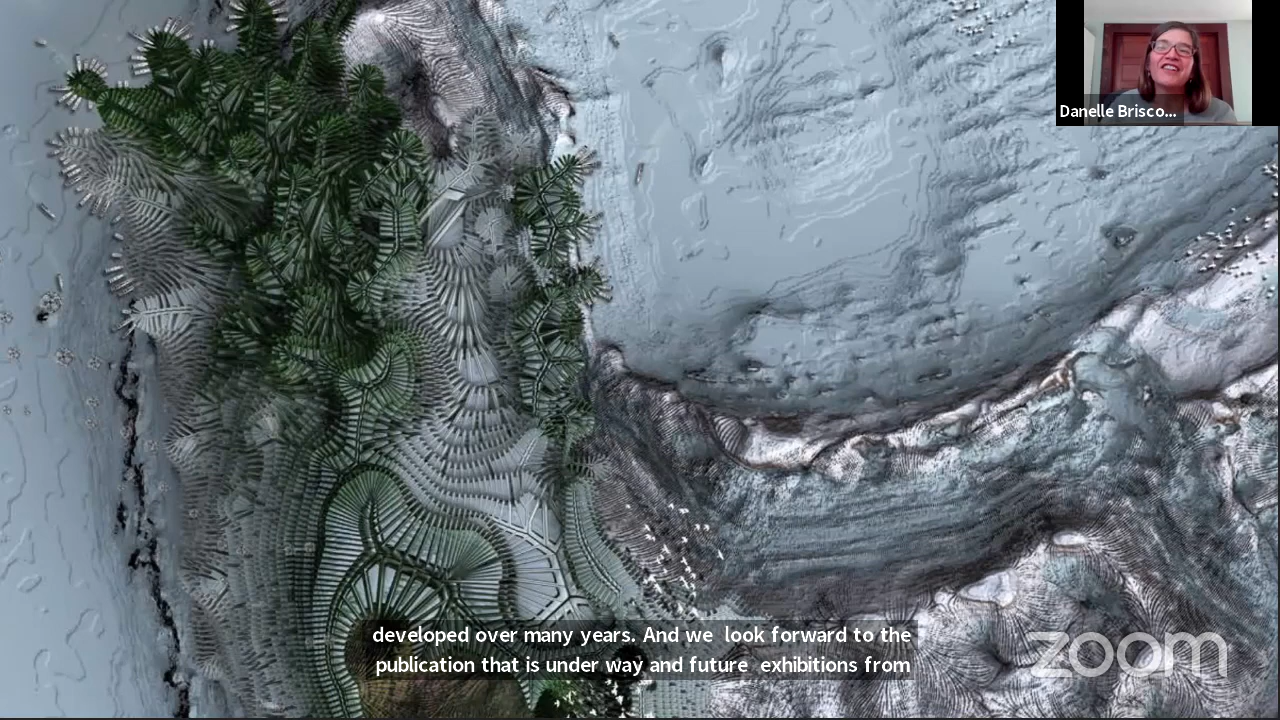 Danelle Brisco...
developed over many years. And we look forward to the
publication that is under way and future exhibitions from
zoom